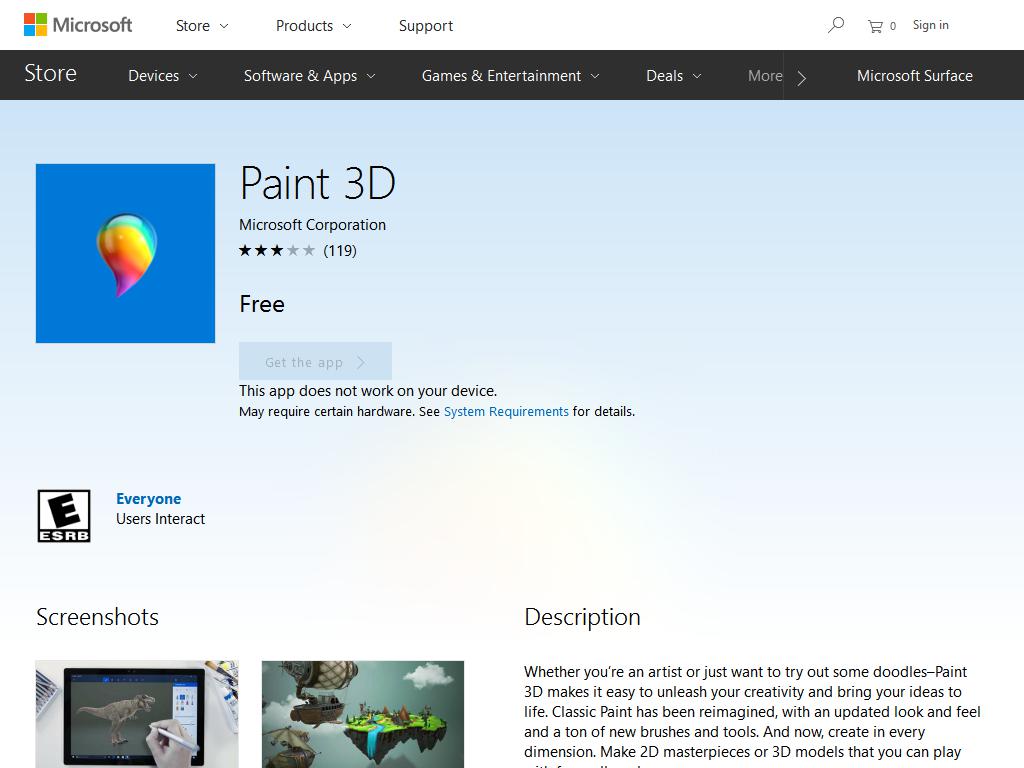 Microsoft
Store
Products
Support
0
Sign in
Store
Devices
Software & Apps
Games & Entertainment
Deals
More
Microsoft Surface
Paint 3D
Microsoft Corporation
(119)
Free
Get the app
This app does not work on your device.
May require certain hardware. See System Requirements for details.
E
ESRB
Everyone
Users Interact
Screenshots
Description
Whether you're an artist or just want to try out some doodles–Paint
3D makes it easy to unleash your creativity and bring your ideas to
life. Classic Paint has been reimagined, with an updated look and feel
and a ton of new brushes and tools. And now, create in every
dimension. Make 2D masterpieces or 3D models that you can play